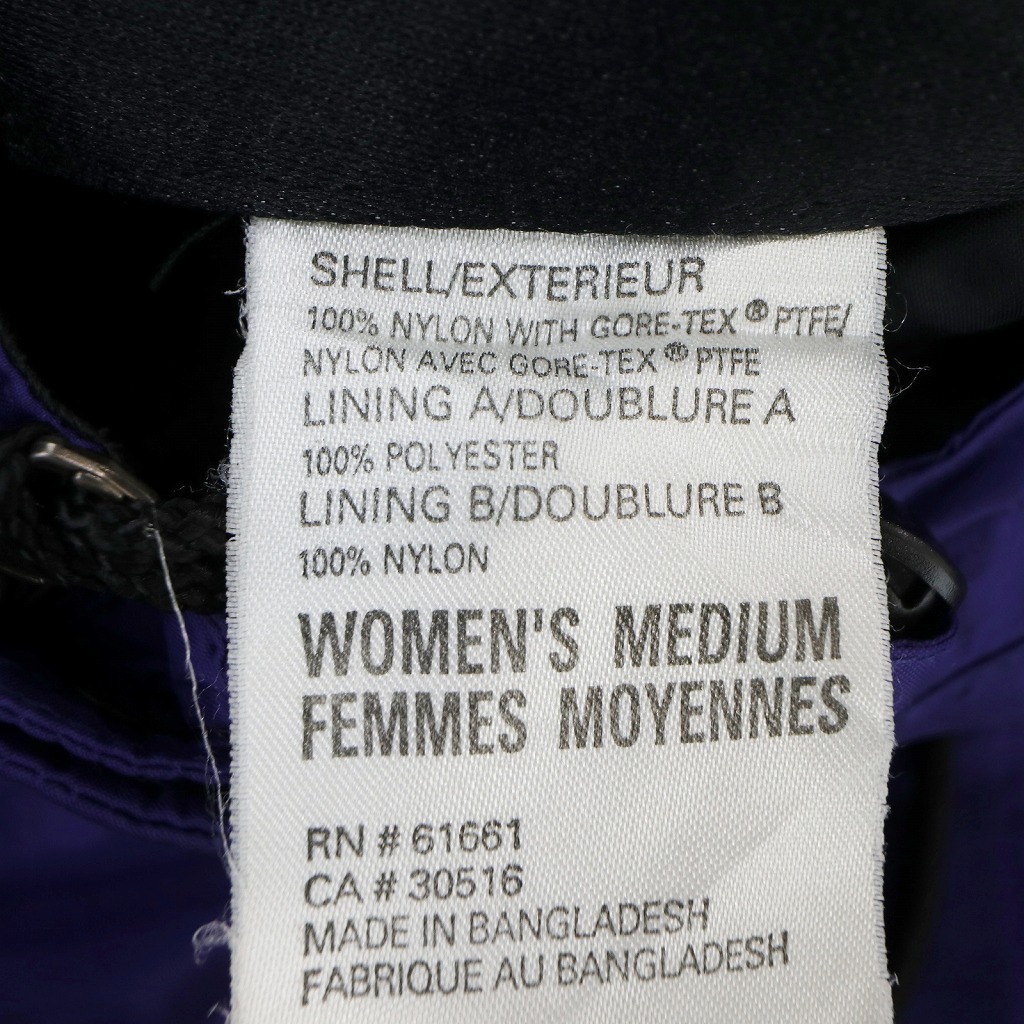 SHELL/EXTERIEUR
100% NYLON WITH GORE-TEX® PTFE/
NYLON AVEC GORE-TEX® PTFE
LINING A/DOUBLURE A
100% POLYESTER
LINING B/DOUBLURE B
100% NYLON
WOMEN'S MEDIUM
FEMMES MOYENNES
RN # 61661
CA # 30516
MADE IN BANGLADESH
FABRIQUE AU BANGLADESH